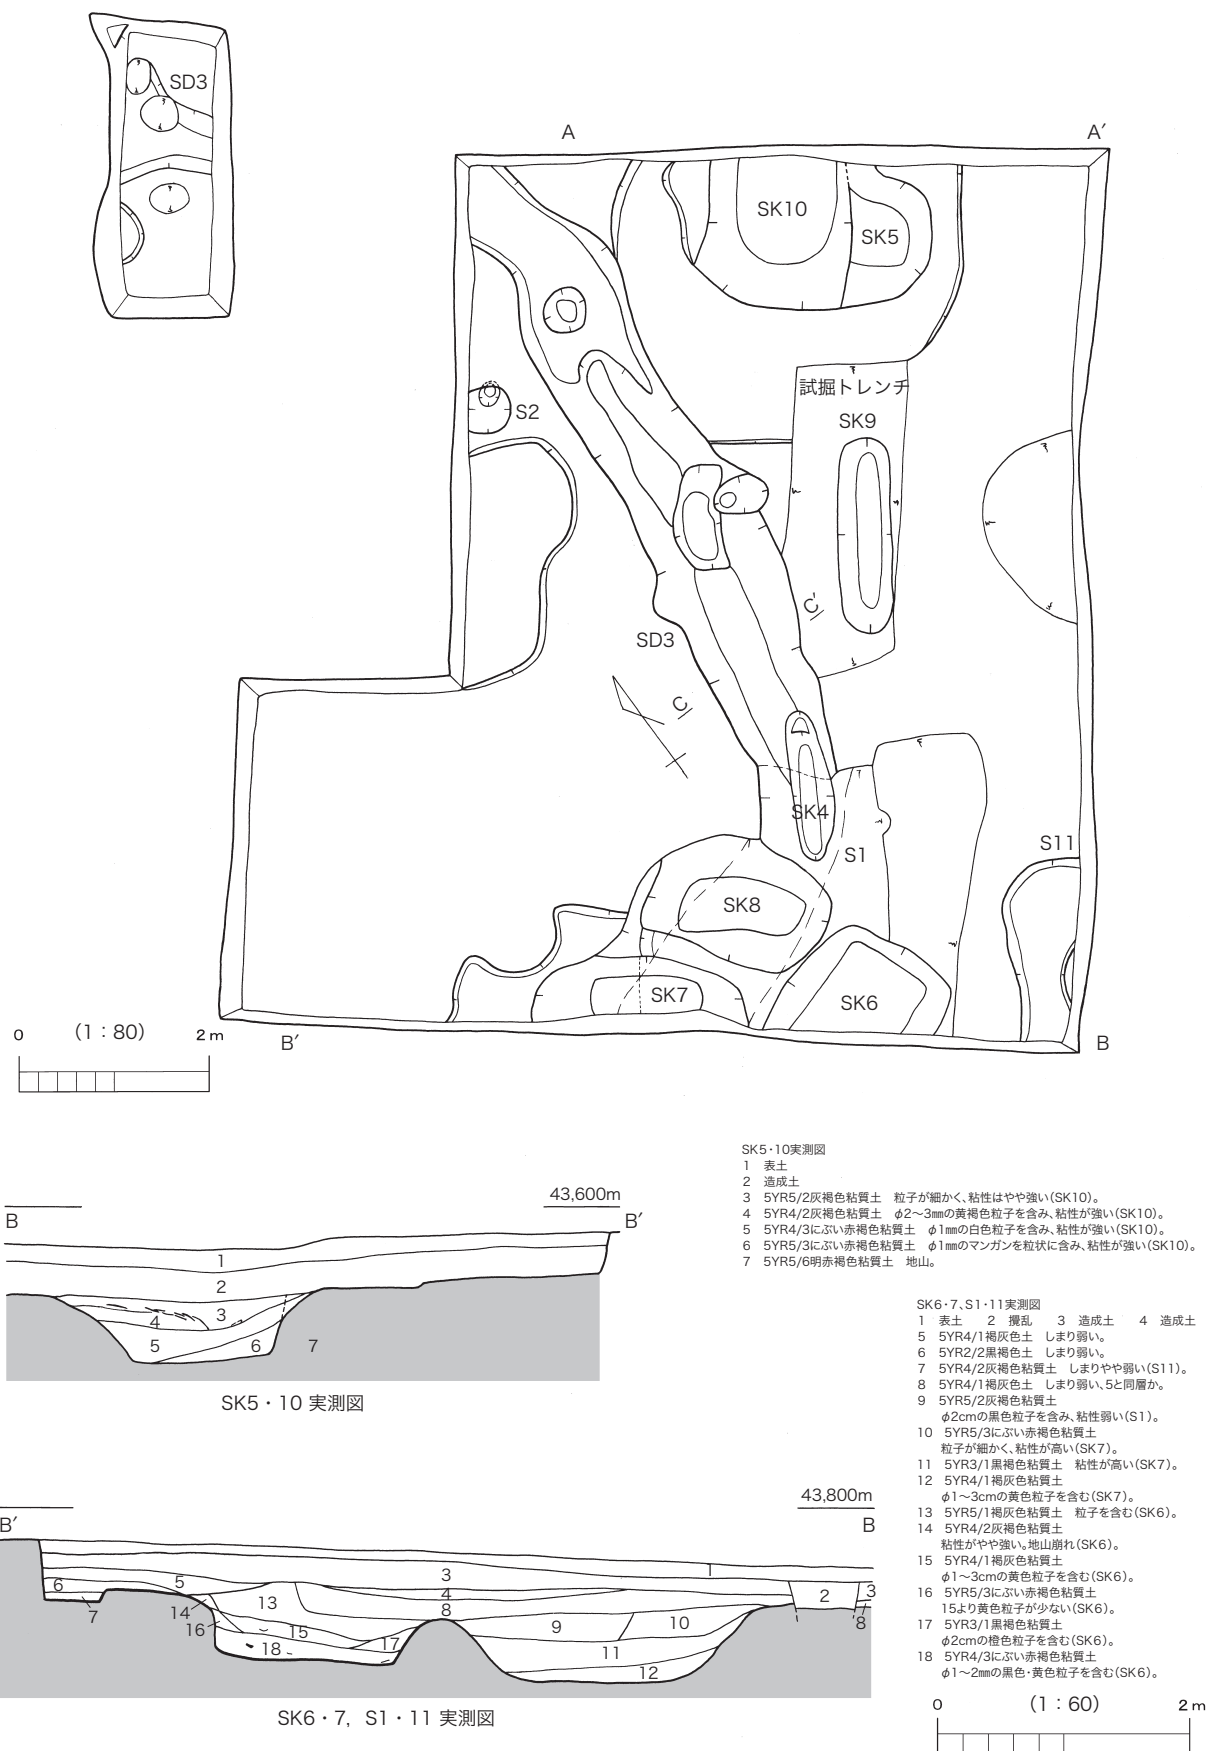 SD3
A
A′
SK10
SK5
試掘トレンチ
SK9
S2
C′
SD3
C
SK4
S1
S11
SK8
SK7
SK6
0 （1：80） 2 m
B′
B
SK5・10実測図
1 表土
2 造成土
3 5YR5/2灰褐色粘質土 粒子が細かく、粘性はやや強い（SK10）。
4 5YR4/2灰褐色粘質土 φ2〜3㎜の黄褐色粒子を含み、粘性が強い（SK10）。
5 5YR4/3にぶい赤褐色粘質土 φ1㎜の白色粒子を含み、粘性が強い（SK10）。
6 5YR5/3にぶい赤褐色粘質土 φ1㎜のマンガンを粒状に含み、粘性が強い（SK10）。
7 5YR5/6明赤褐色粘質土 地山。
43,600m
B
B′
1
2
3
4
5
6
7
SK5・10 実測図
SK6・7、S1・11実測図
1 表土 2 攪乱 3 造成土 4 造成土
5 5YR4/1褐灰色土 しまり弱い。
6 5YR2/2黒褐色土 しまり弱い。
7 5YR4/2灰褐色粘質土 しまりやや弱い（S11）。
8 5YR4/1褐灰色土 しまり弱い、5と同層か。
9 5YR5/2灰褐色粘質土
φ2cmの黒色粒子を含み、粘性弱い（S1）。
10 5YR5/3にぶい赤褐色粘質土
粒子が細かく、粘性が高い（SK7）。
11 5YR3/1黒褐色粘質土 粘性が高い（SK7）。
12 5YR4/1褐灰色粘質土
φ1〜3cmの黄色粒子を含む（SK7）。
13 5YR5/1褐灰色粘質土 粒子を含む（SK6）。
14 5YR4/2灰褐色粘質土
粘性がやや強い。地山崩れ（SK6）。
15 5YR4/1褐灰色粘質土
φ1〜3cmの黄色粒子を含む（SK6）。
16 5YR5/3にぶい赤褐色粘質土
15より黄色粒子が少ない（SK6）。
17 5YR3/1黒褐色粘質土
φ2cmの橙色粒子を含む（SK6）。
18 5YR4/3にぶい赤褐色粘質土
φ1〜2㎜の黒色・黄色粒子を含む（SK6）。
43,800m
B′
B
1
3
5
6
7
4
2
3
8
13
14
16
15
18
17
8
9
10
11
12
SK6・7，S1・11 実測図
0 （1：60） 2 m